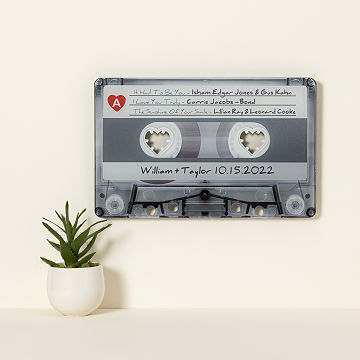 It Had To Be You - Isham Edgar Jones & Gus Kahn
A
I Love You Truly - Carrie Jacobs-Bond
The Sunshine Of Your Smile - Lillian Ray & Leonard Cooke
William + Taylor 10.15.2022